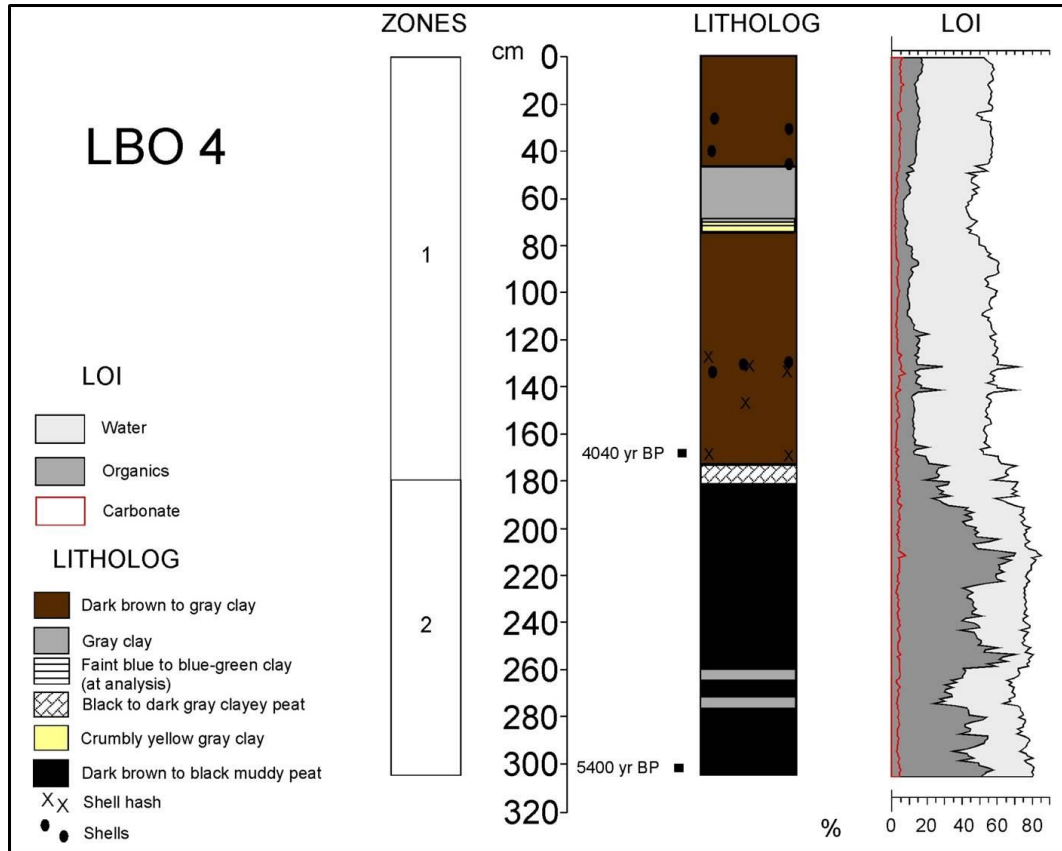 ZONES
LITHOLOG
LOI
cm
0
20
40
60
80
100
120
140
160
180
200
220
240
260
280
300
320
LBO 4
1
2
4040 yr BP
5400 yr BP
LOI
Water
Organics
Carbonate
LITHOLOG
Dark brown to gray clay
Gray clay
Faint blue to blue-green clay
(at analysis)
Black to dark gray clayey peat
Crumbly yellow gray clay
Dark brown to black muddy peat
X X Shell hash
Shells
% 0 20 40 60 80